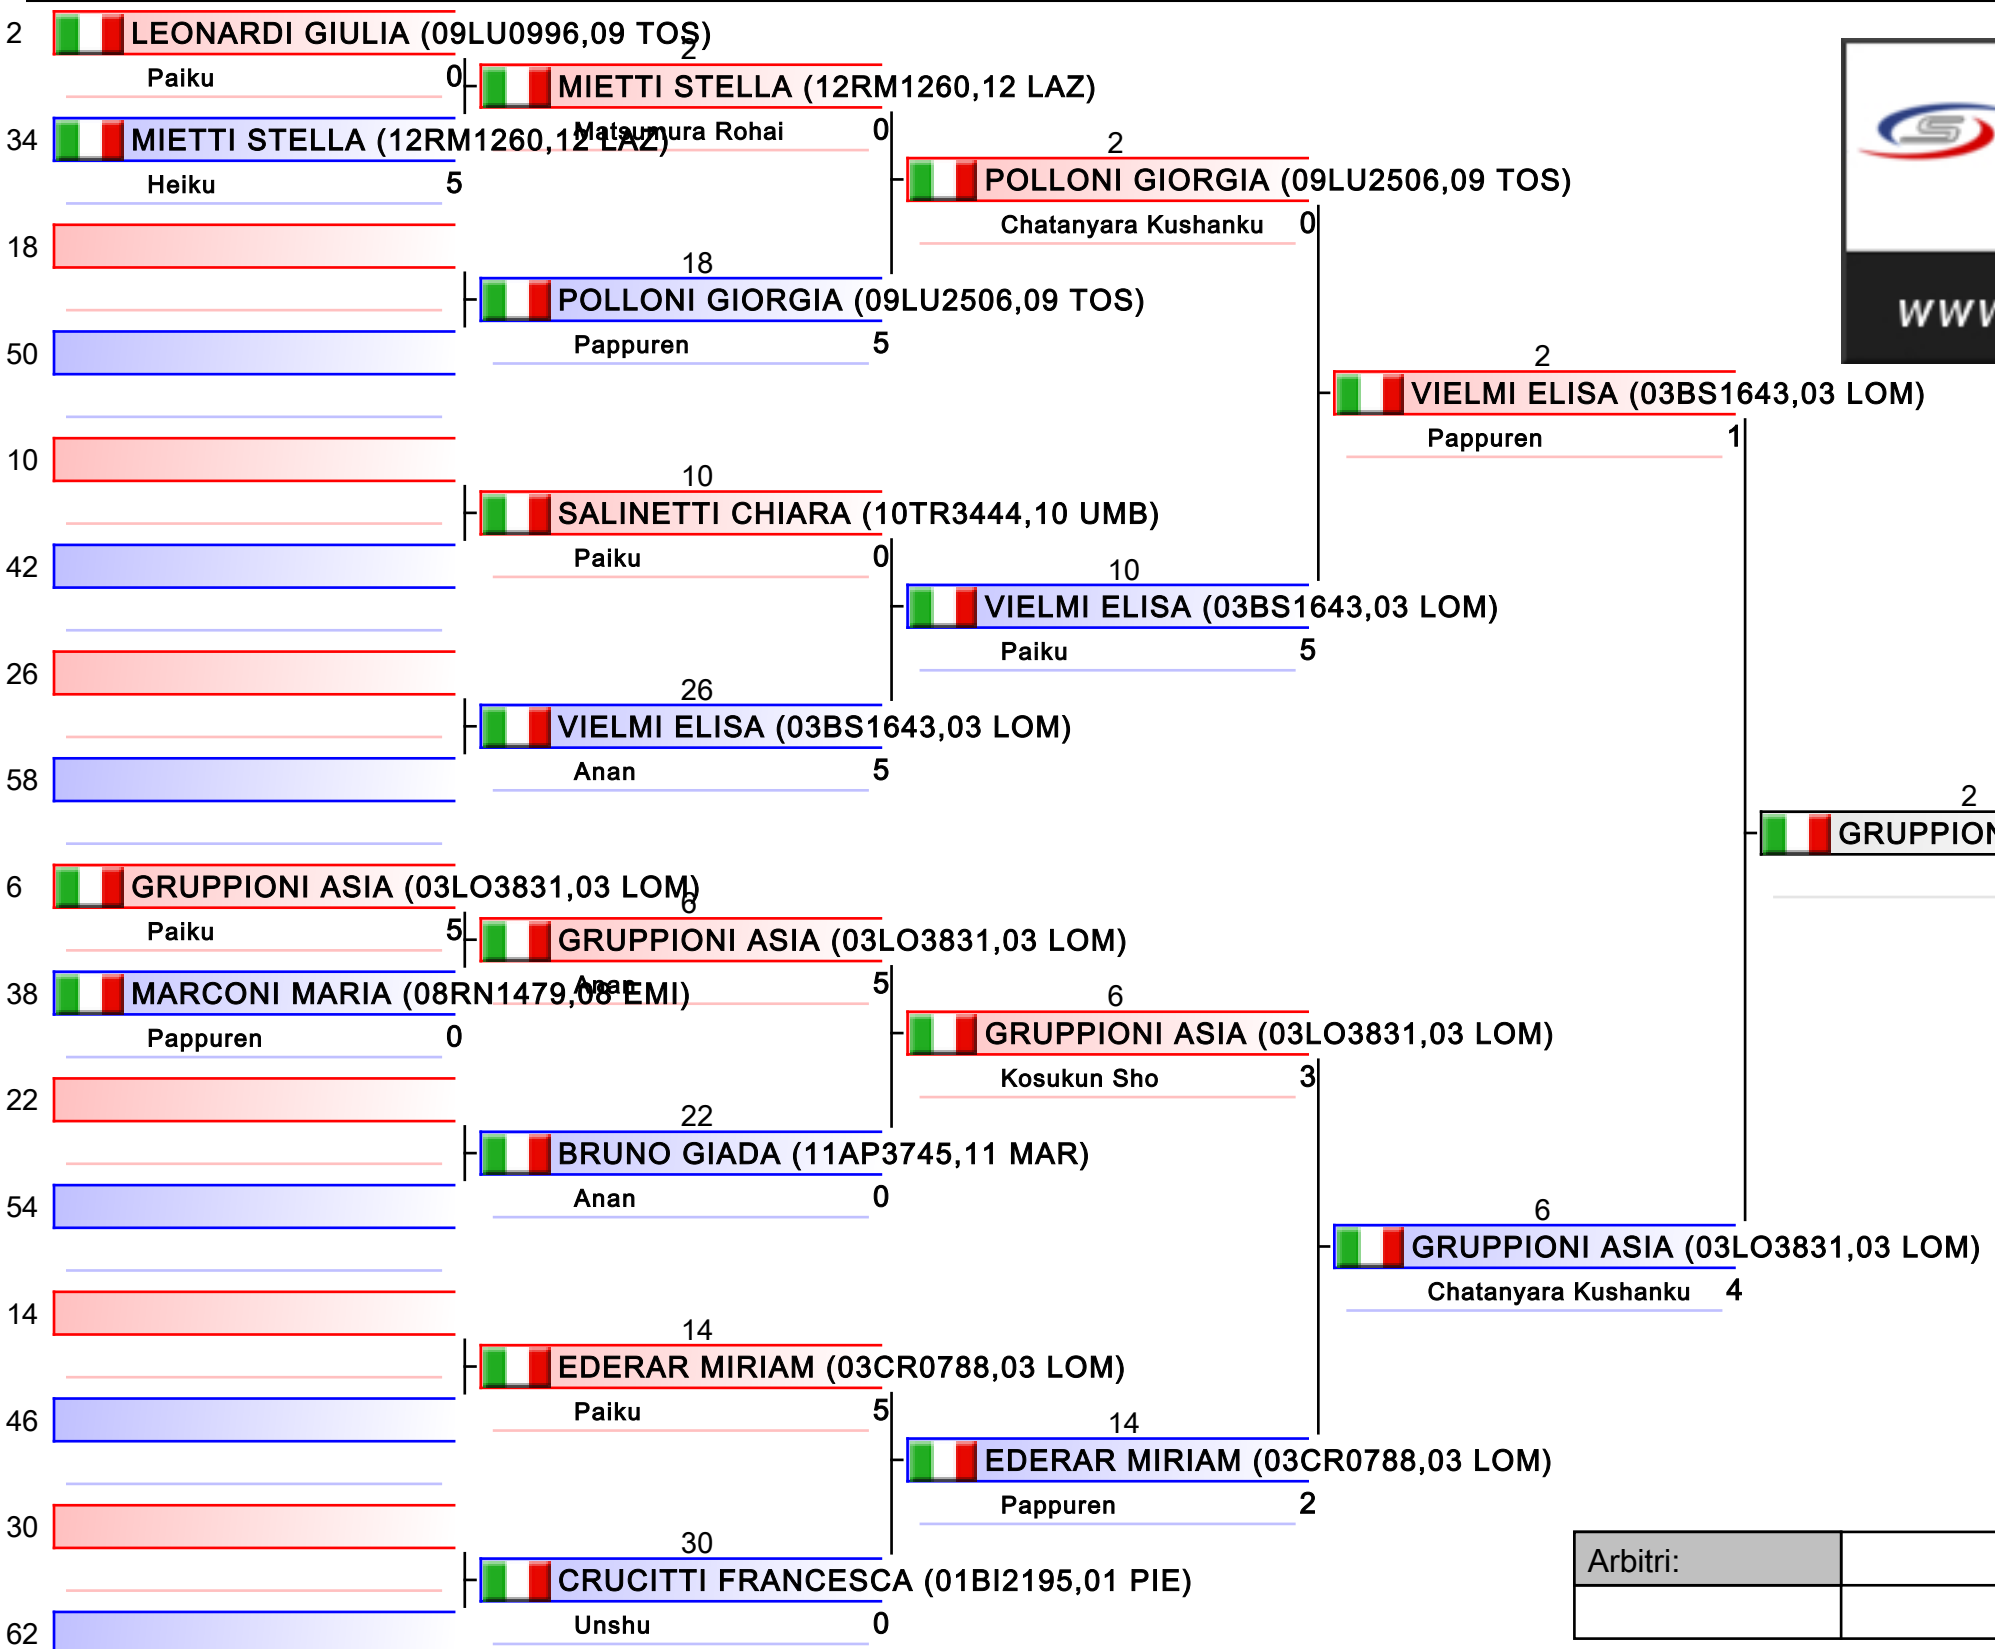 2 LEONARDI GIULIA (09LU0996,09 TOS)
Paiku 0
34 MIETTI STELLA (12RM1260,12 LAZ)
Heiku 5
18
50
10
42
26
58
6 GRUPPIONI ASIA (03LO3831,03 LOM)
Paiku 5
38 MARCONI MARIA (08RN1479,08 EMI)
Pappuren 0
22
54
14
46
30
62
2
MIETTI STELLA (12RM1260,12 LAZ)
Matsumura Rohai 0
18
POLLONI GIORGIA (09LU2506,09 TOS)
Pappuren 5
10
SALINETTI CHIARA (10TR3444,10 UMB)
Paiku 0
26
VIELMI ELISA (03BS1643,03 LOM)
Anan 5
6
GRUPPIONI ASIA (03LO3831,03 LOM)
Anan 5
22
BRUNO GIADA (11AP3745,11 MAR)
Anan 0
14
EDERAR MIRIAM (03CR0788,03 LOM)
Paiku 5
30
CRUCITTI FRANCESCA (01BI2195,01 PIE)
Unshu 0
2
POLLONI GIORGIA (09LU2506,09 TOS)
Chatanyara Kushanku 0
10
VIELMI ELISA (03BS1643,03 LOM)
Paiku 5
6
GRUPPIONI ASIA (03LO3831,03 LOM)
Kosukun Sho 3
14
EDERAR MIRIAM (03CR0788,03 LOM)
Pappuren 2
2
VIELMI ELISA (03BS1643,03 LOM)
Pappuren 1
6
GRUPPIONI ASIA (03LO3831,03 LOM)
Chatanyara Kushanku 4
2
GRUPPION
S
www
Arbitri: